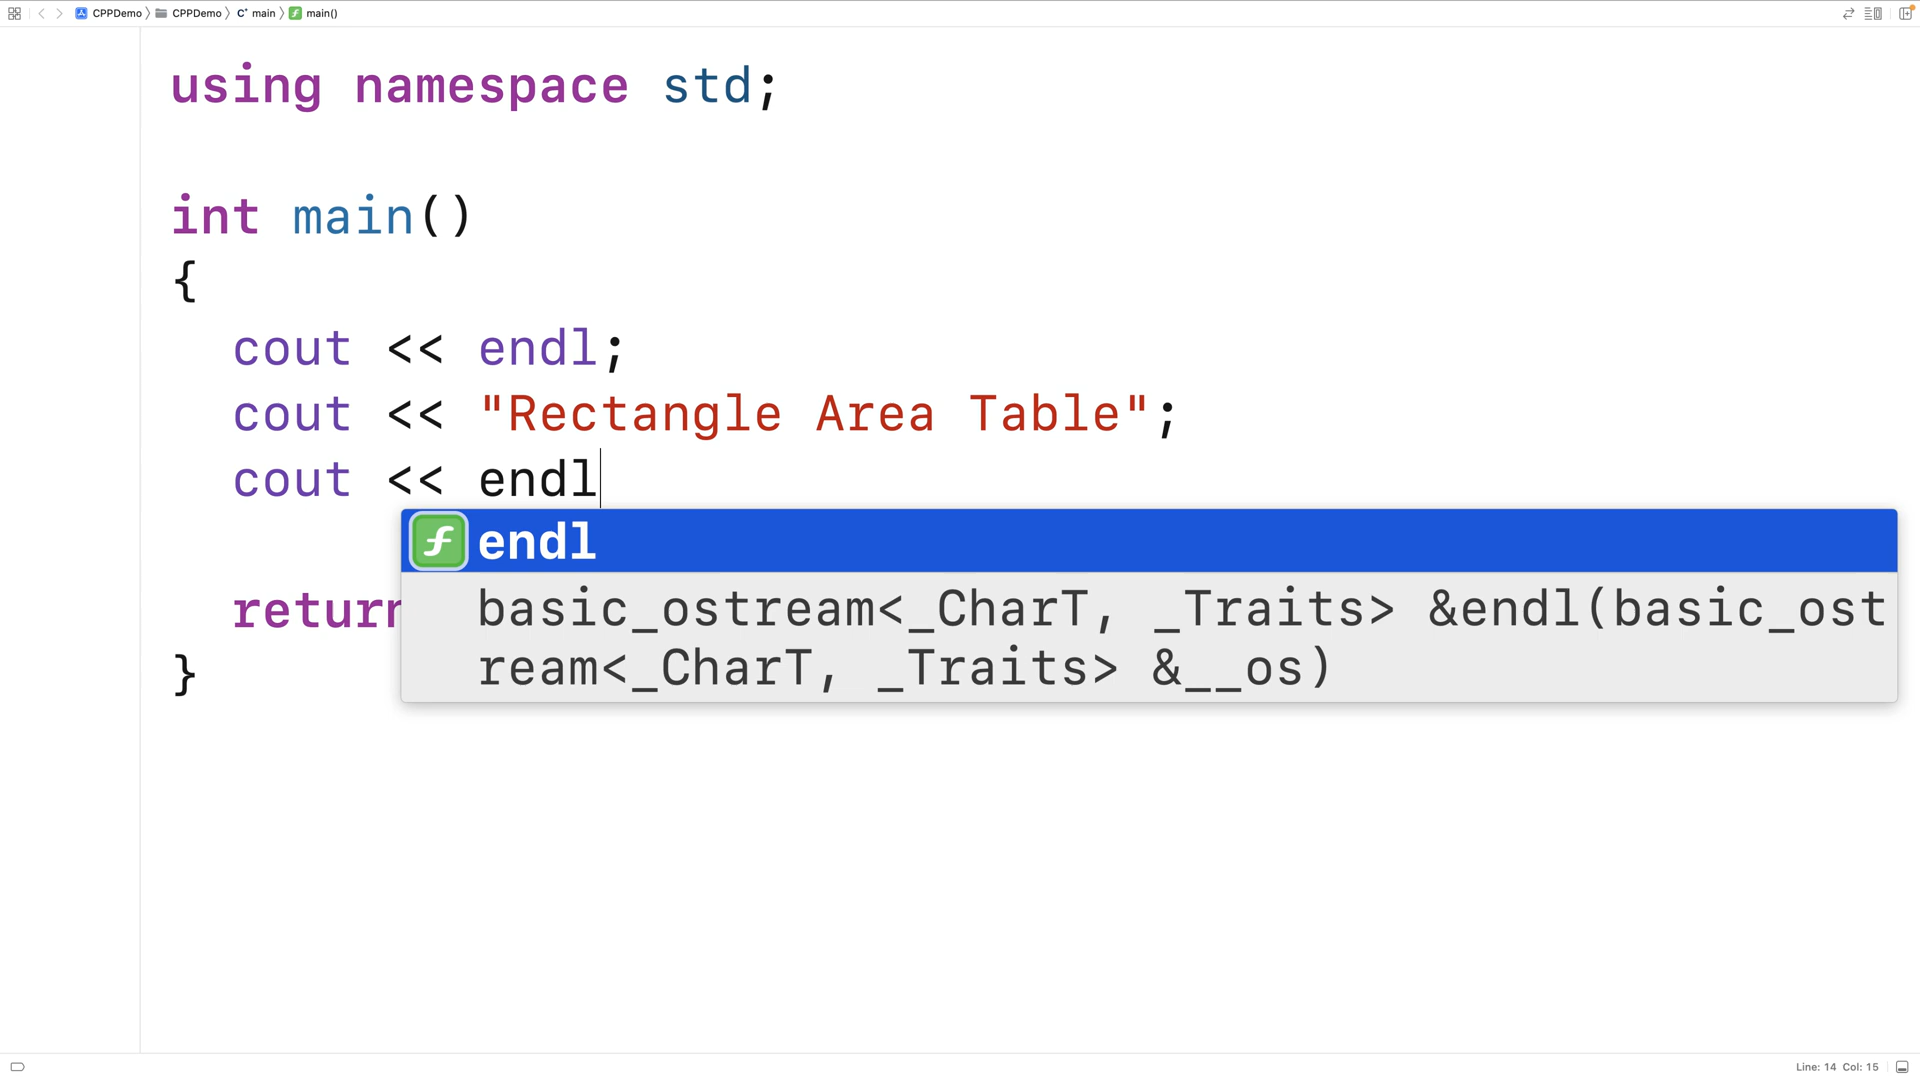 CPPDemo CPPDemo main main()
using namespace std;
int main()
{
cout << endl;
cout << "Rectangle Area Table";
cout << endl
endl
basic_ostream<_CharT, _Traits> &endl(basic_ost
ream<_CharT, _Traits> &__os)
return
}
Line: 14 Col: 15